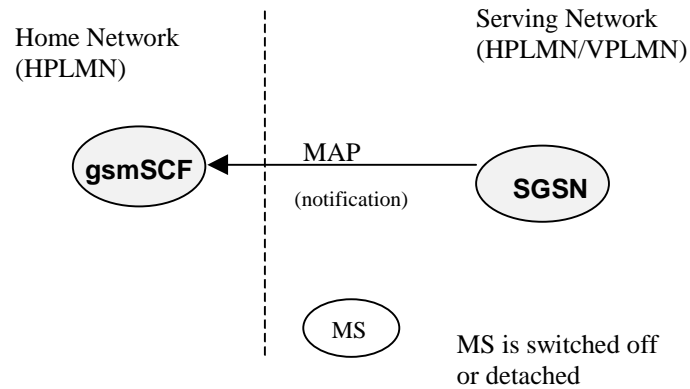 Home Network
(HPLMN)
Serving Network
(HPLMN/VPLMN)
gsmSCF
MAP
(notification)
SGSN
MS
MS is switched off
or detached